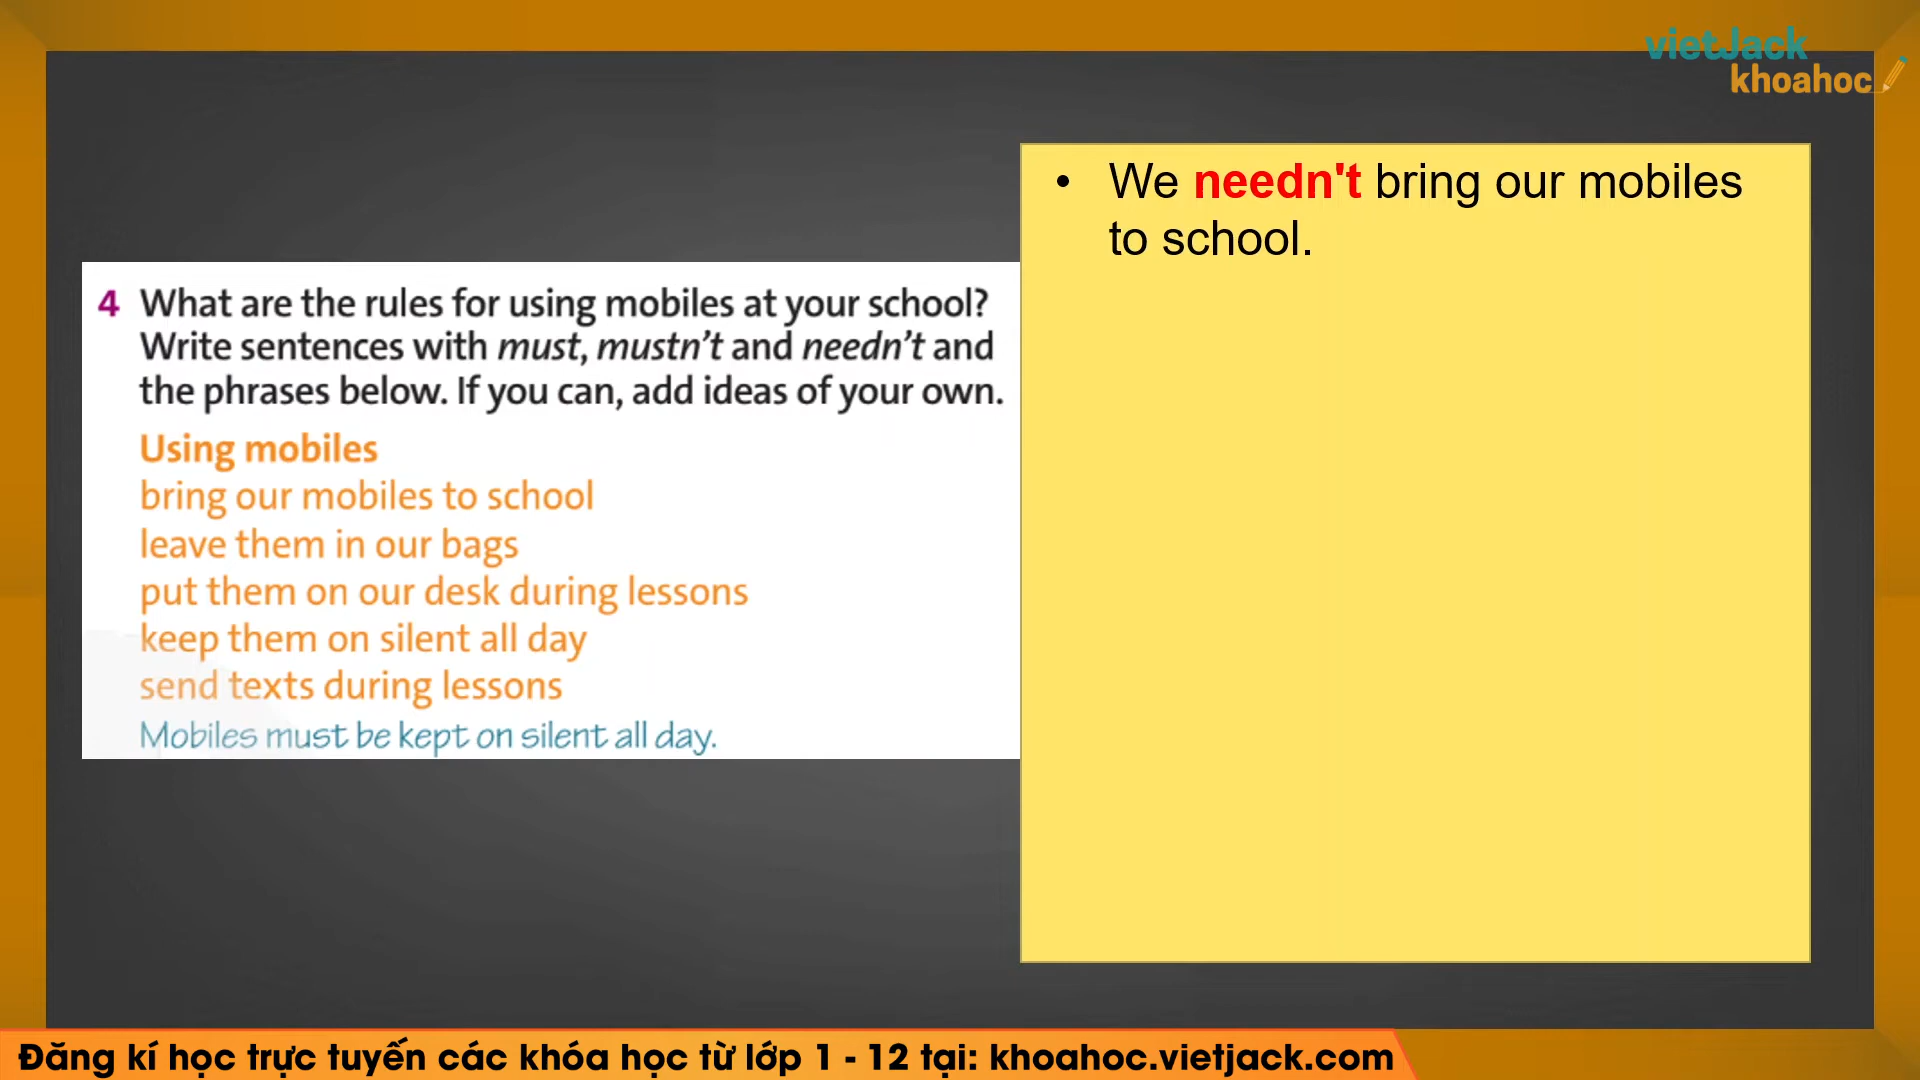 vietJack
khoahoc
• We needn't bring our mobiles
to school.
4 What are the rules for using mobiles at your school?
Write sentences with must, mustn't and needn't and
the phrases below. If you can, add ideas of your own.
Using mobiles
bring our mobiles to school
leave them in our bags
put them on our desk during lessons
keep them on silent all day
send texts during lessons
Mobiles must be kept on silent all day.
Đăng kí học trực tuyến các khóa học từ lớp 1 - 12 tại: khoahoc.vietjack.com